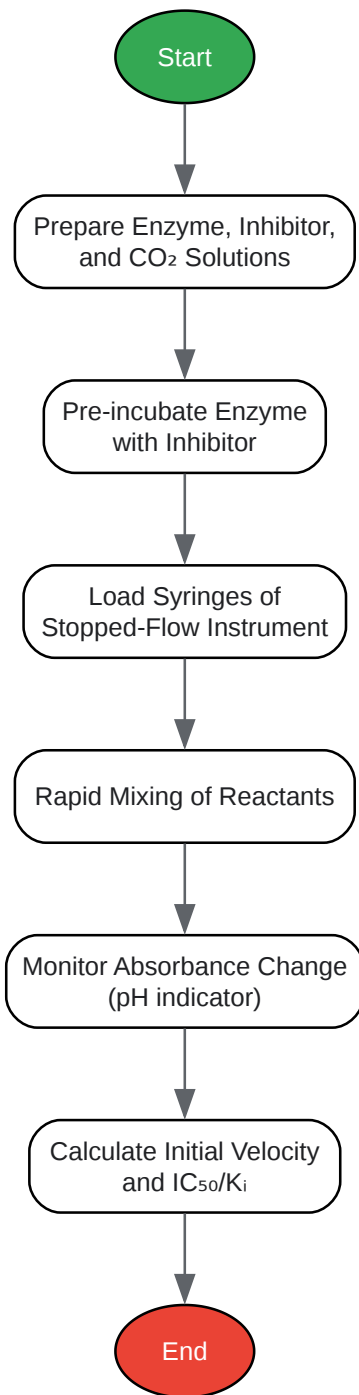 Start
Prepare Enzyme, Inhibitor,
and CO₂ Solutions
Pre-incubate Enzyme
with Inhibitor
Load Syringes of
Stopped-Flow Instrument
Rapid Mixing of Reactants
Monitor Absorbance Change
(pH indicator)
Calculate Initial Velocity
and IC₅₀/Kᵢ
End